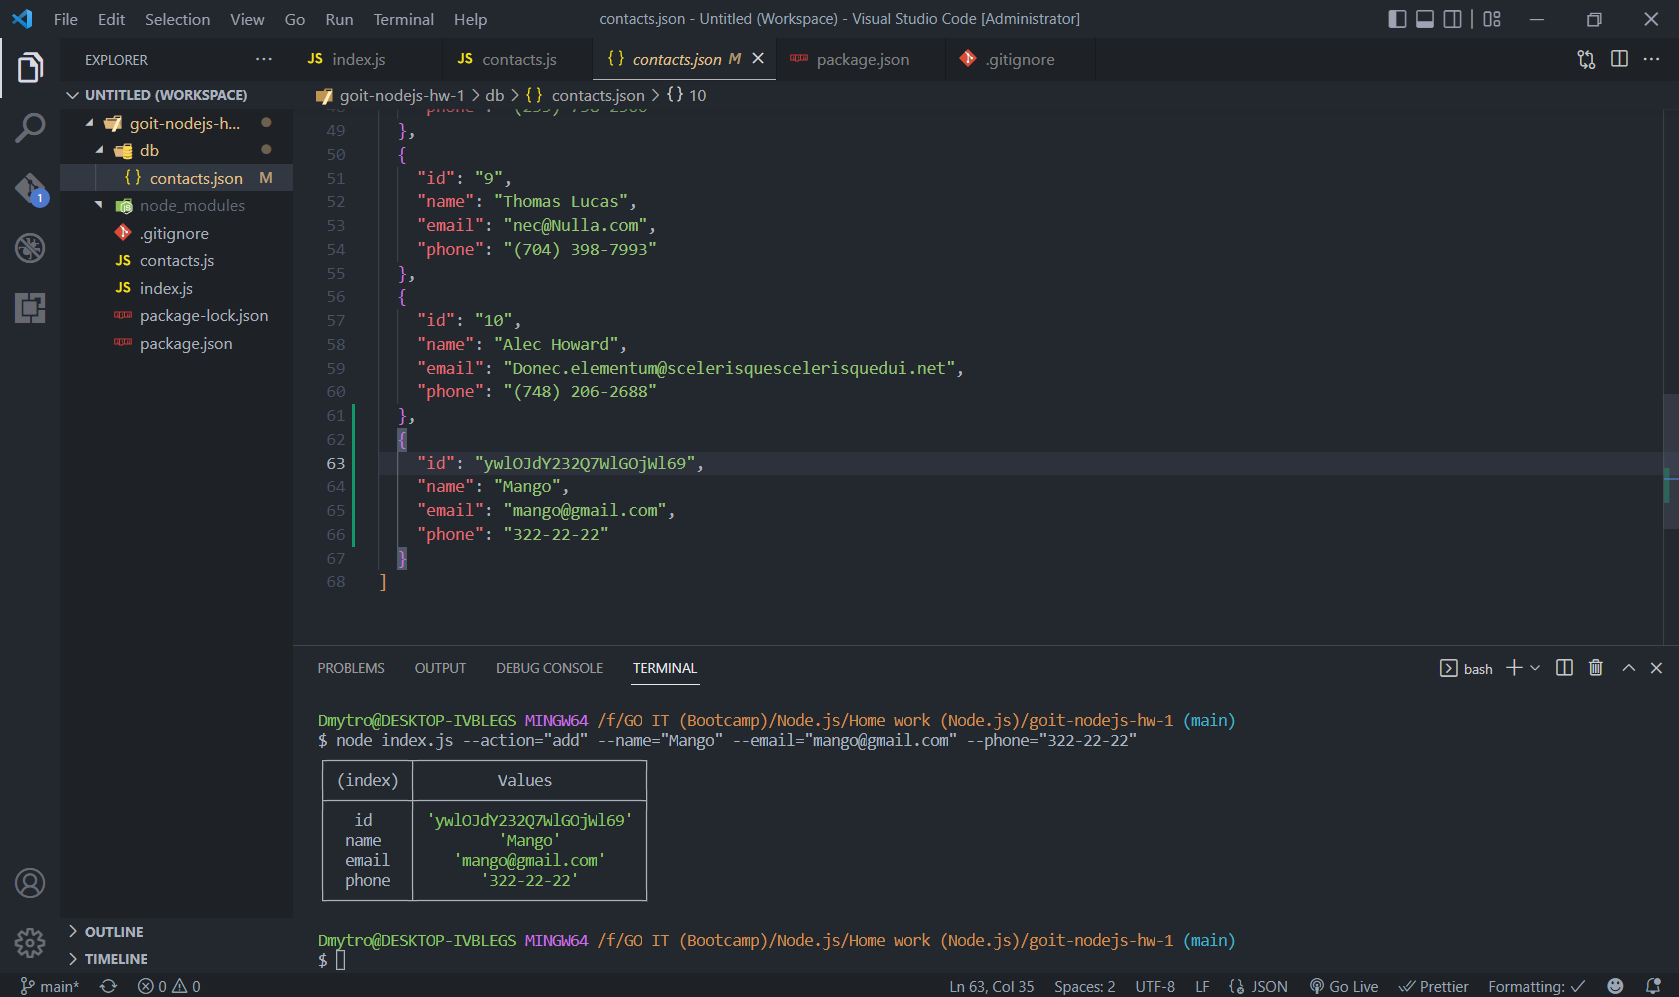 File Edit Selection View Go Run Terminal Help contacts.json - Untitled (Workspace) - Visual Studio Code [Administrator]
EXPLORER ···
JS index.js JS contacts.js {} contacts.json M package.json .gitignore
UNTITLED (WORKSPACE)
goit-nodejs-h...
db
{} contacts.json M
node_modules
.gitignore
JS contacts.js
JS index.js
package-lock.json
package.json
OUTLINE
TIMELINE
1
goit-nodejs-hw-1 > db > {} contacts.json > {} 10
49 },
50 {
51 "id": "9",
52 "name": "Thomas Lucas",
53 "email": "nec@Nulla.com",
54 "phone": "(704) 398-7993"
55 },
56 {
57 "id": "10",
58 "name": "Alec Howard",
59 "email": "Donec.elementum@scelerisquescelerisquedui.net",
60 "phone": "(748) 206-2688"
61 },
62 {
63 "id": "ywlOJdY232Q7WlGOjWl69",
64 "name": "Mango",
65 "email": "mango@gmail.com",
66 "phone": "322-22-22"
67 }
68 ]
PROBLEMS OUTPUT DEBUG CONSOLE TERMINAL bash
Dmytro@DESKTOP-IVBLEGS MINGW64 /f/GO IT (Bootcamp)/Node.js/Home work (Node.js)/goit-nodejs-hw-1 (main)
$ node index.js --action="add" --name="Mango" --email="mango@gmail.com" --phone="322-22-22"
(index) Values
id 'ywlOJdY232Q7WlGOjWl69'
name 'Mango'
email 'mango@gmail.com'
phone '322-22-22'
Dmytro@DESKTOP-IVBLEGS MINGW64 /f/GO IT (Bootcamp)/Node.js/Home work (Node.js)/goit-nodejs-hw-1 (main)
$
main* 0 0 Ln 63, Col 35 Spaces: 2 UTF-8 LF JSON Go Live Prettier Formatting: ✓